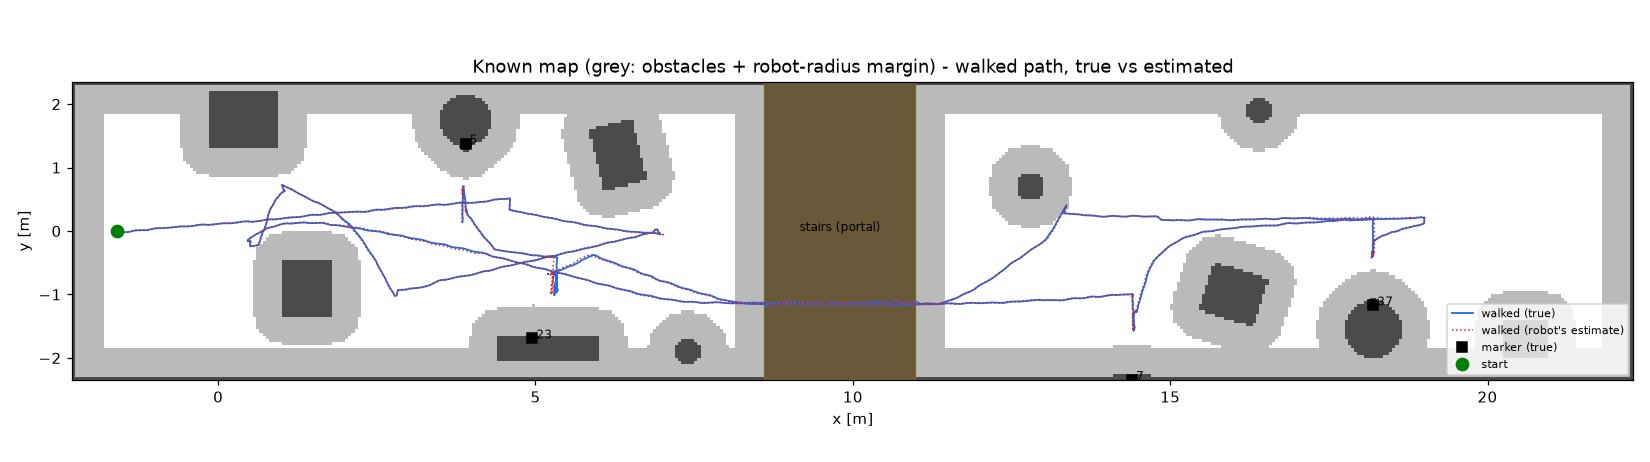 Known map (grey: obstacles + robot-radius margin) - walked path, true vs estimated
y [m]
2
1
0
−1
−2
5
23
stairs (portal)
37
7
walked (true)
walked (robot's estimate)
marker (true)
start
0
5
10
15
20
x [m]